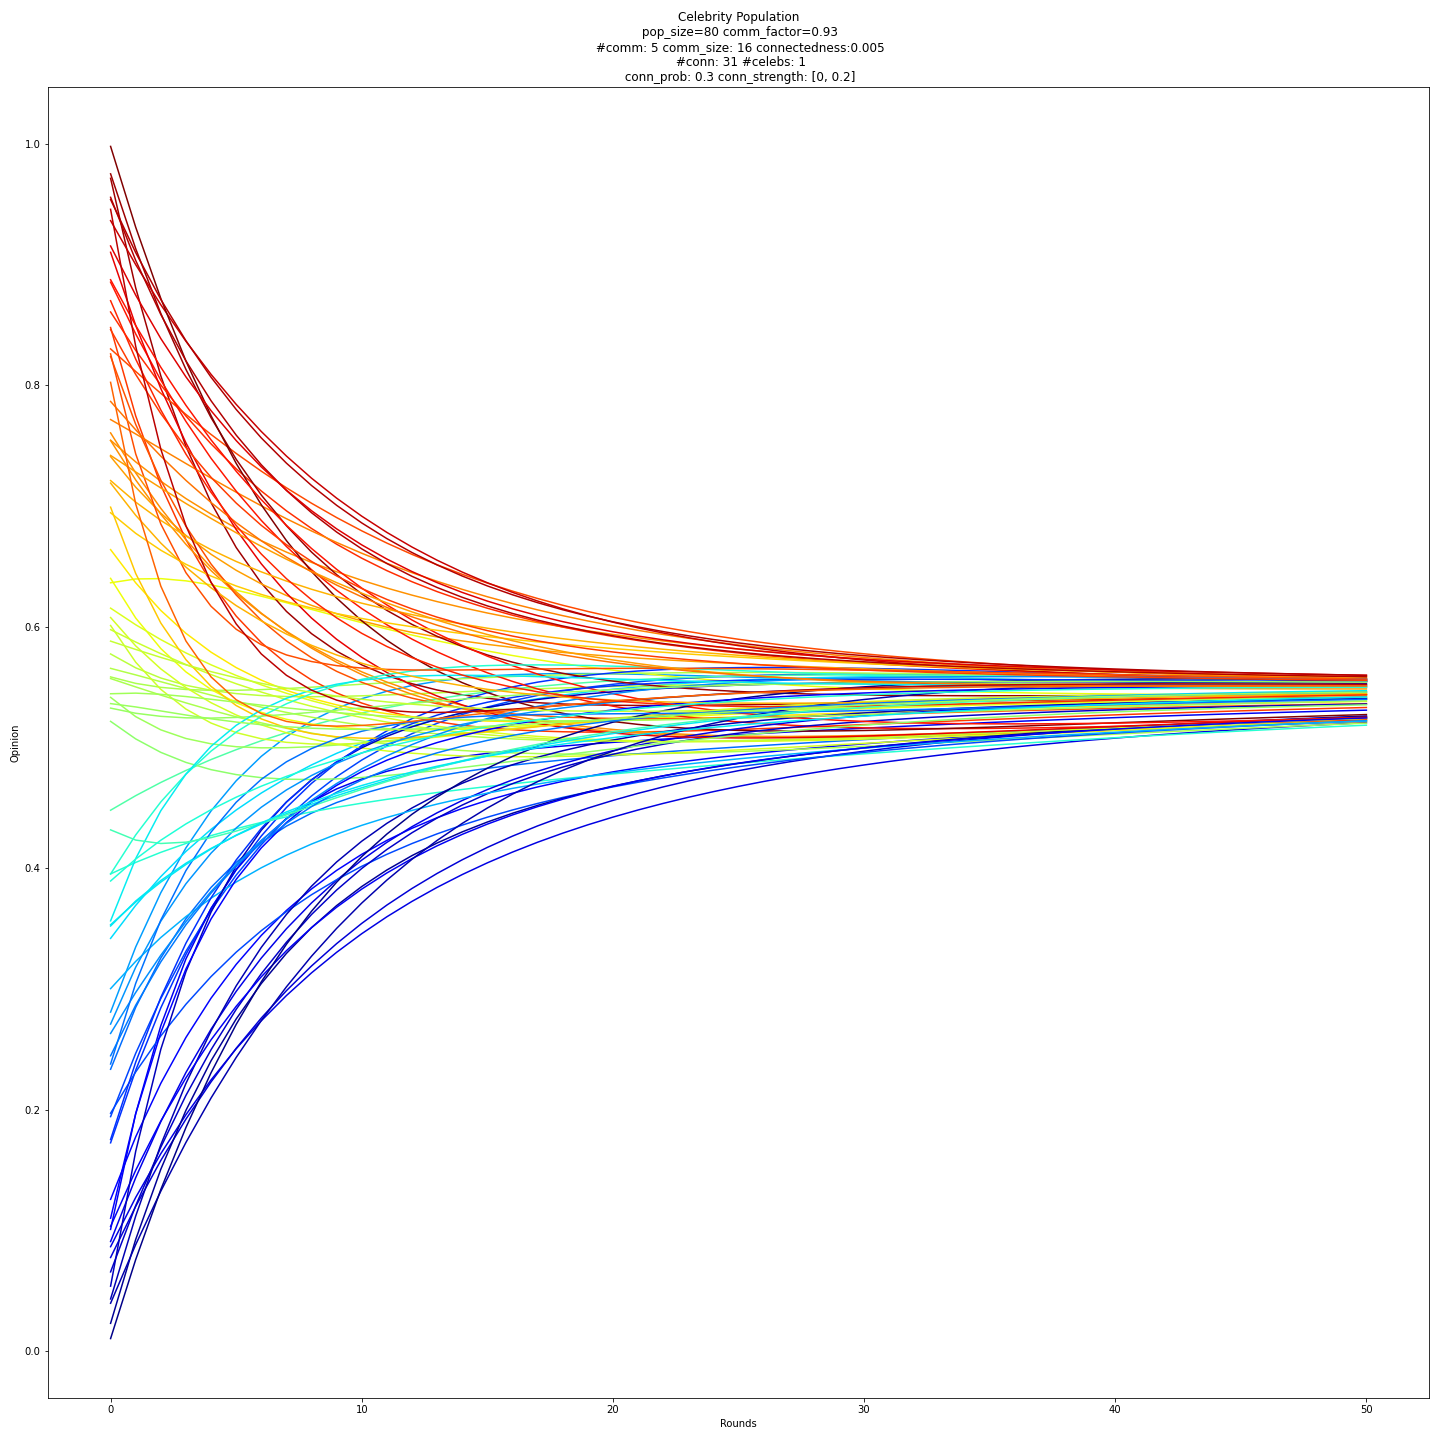 Celebrity Population
pop_size=80 comm_factor=0.93
#comm: 5 comm_size: 16 connectedness:0.005
#conn: 31 #celebs: 1
conn_prob: 0.3 conn_strength: [0, 0.2]
1.0
0.8
0.6
Opinion
0.4
0.2
0.0
0 10 20 30 40 50
Rounds